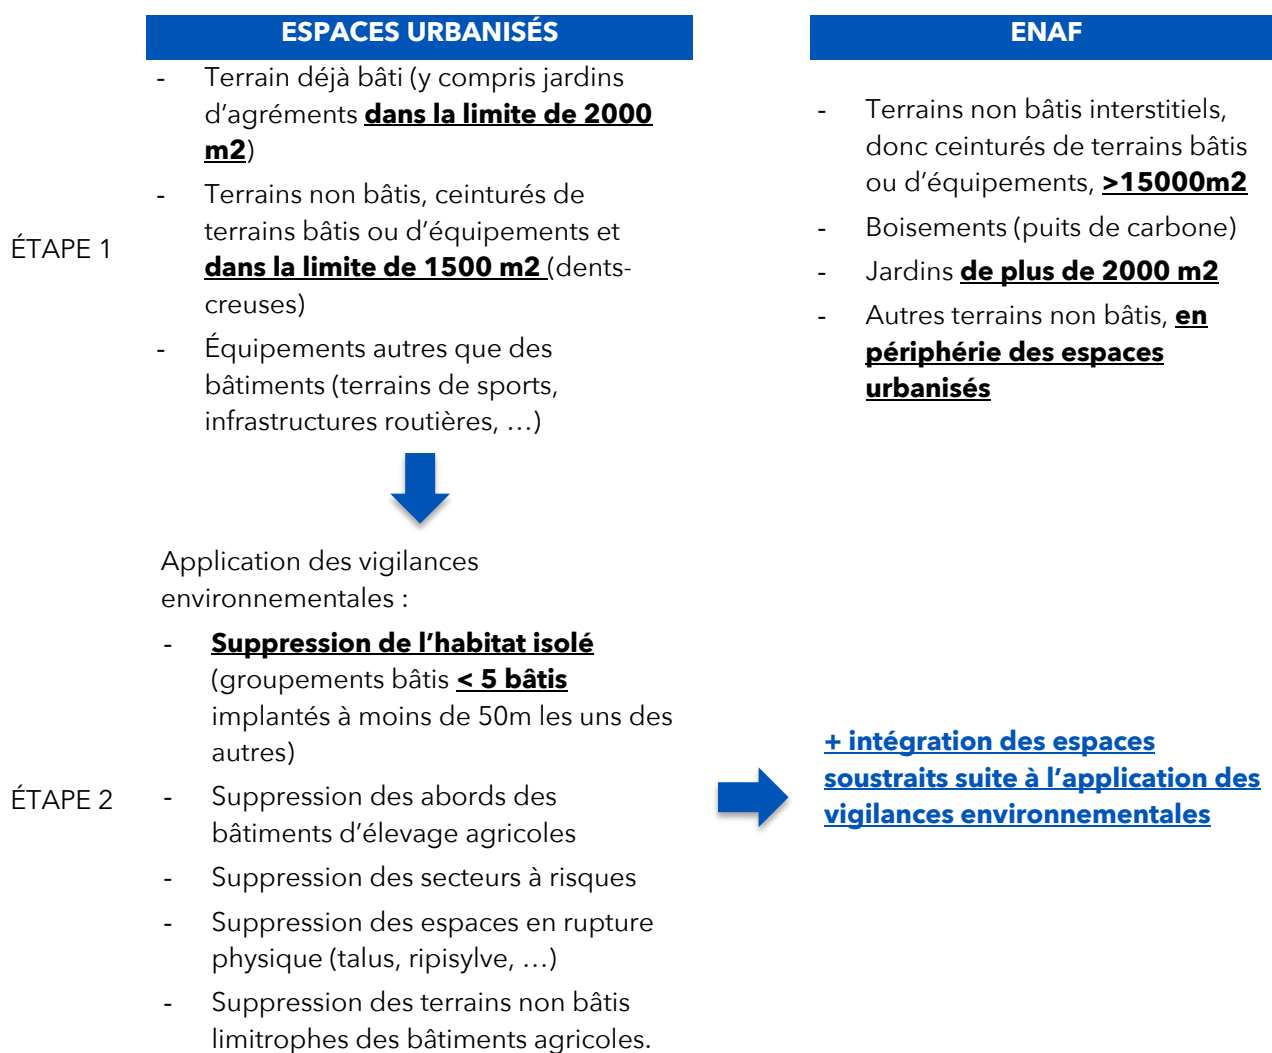 ESPACES URBANISÉS
- Terrain déjà bâti (y compris jardins
d’agréments dans la limite de 2000
m2)
- Terrains non bâtis, ceinturés de
terrains bâtis ou d’équipements et
dans la limite de 1500 m2 (dents-
creuses)
- Équipements autres que des
bâtiments (terrains de sports,
infrastructures routières, …)
ENAF
- Terrains non bâtis interstitiels,
donc ceinturés de terrains bâtis
ou d’équipements, >15000m2
- Boisements (puits de carbone)
- Jardins de plus de 2000 m2
- Autres terrains non bâtis, en
périphérie des espaces
urbanisés
ÉTAPE 1
Application des vigilances
environnementales :
- Suppression de l’habitat isolé
(groupements bâtis < 5 bâtis
implantés à moins de 50m les uns des
autres)
- Suppression des abords des
bâtiments d’élevage agricoles
- Suppression des secteurs à risques
- Suppression des espaces en rupture
physique (talus, ripisylve, …)
- Suppression des terrains non bâtis
limitrophes des bâtiments agricoles.
ÉTAPE 2
+ intégration des espaces
soustraits suite à l’application des
vigilances environnementales